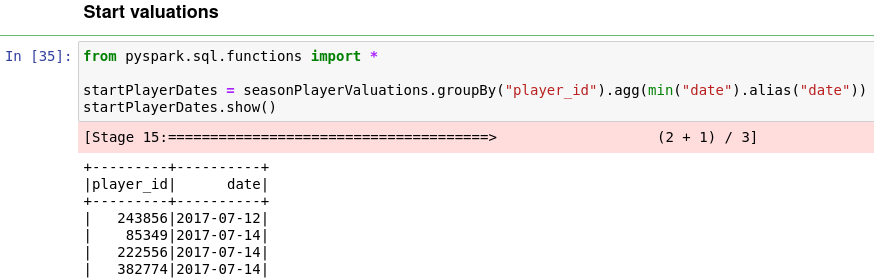 Start valuations
In [35]: from pyspark.sql.functions import *
startPlayerDates = seasonPlayerValuations.groupBy("player_id").agg(min("date").alias("date"))
startPlayerDates.show()
[Stage 15:======================================>                   (2 + 1) / 3]
+---------+----------+
|player_id|      date|
+---------+----------+
|   243856|2017-07-12|
|    85349|2017-07-14|
|   222556|2017-07-14|
|   382774|2017-07-14|